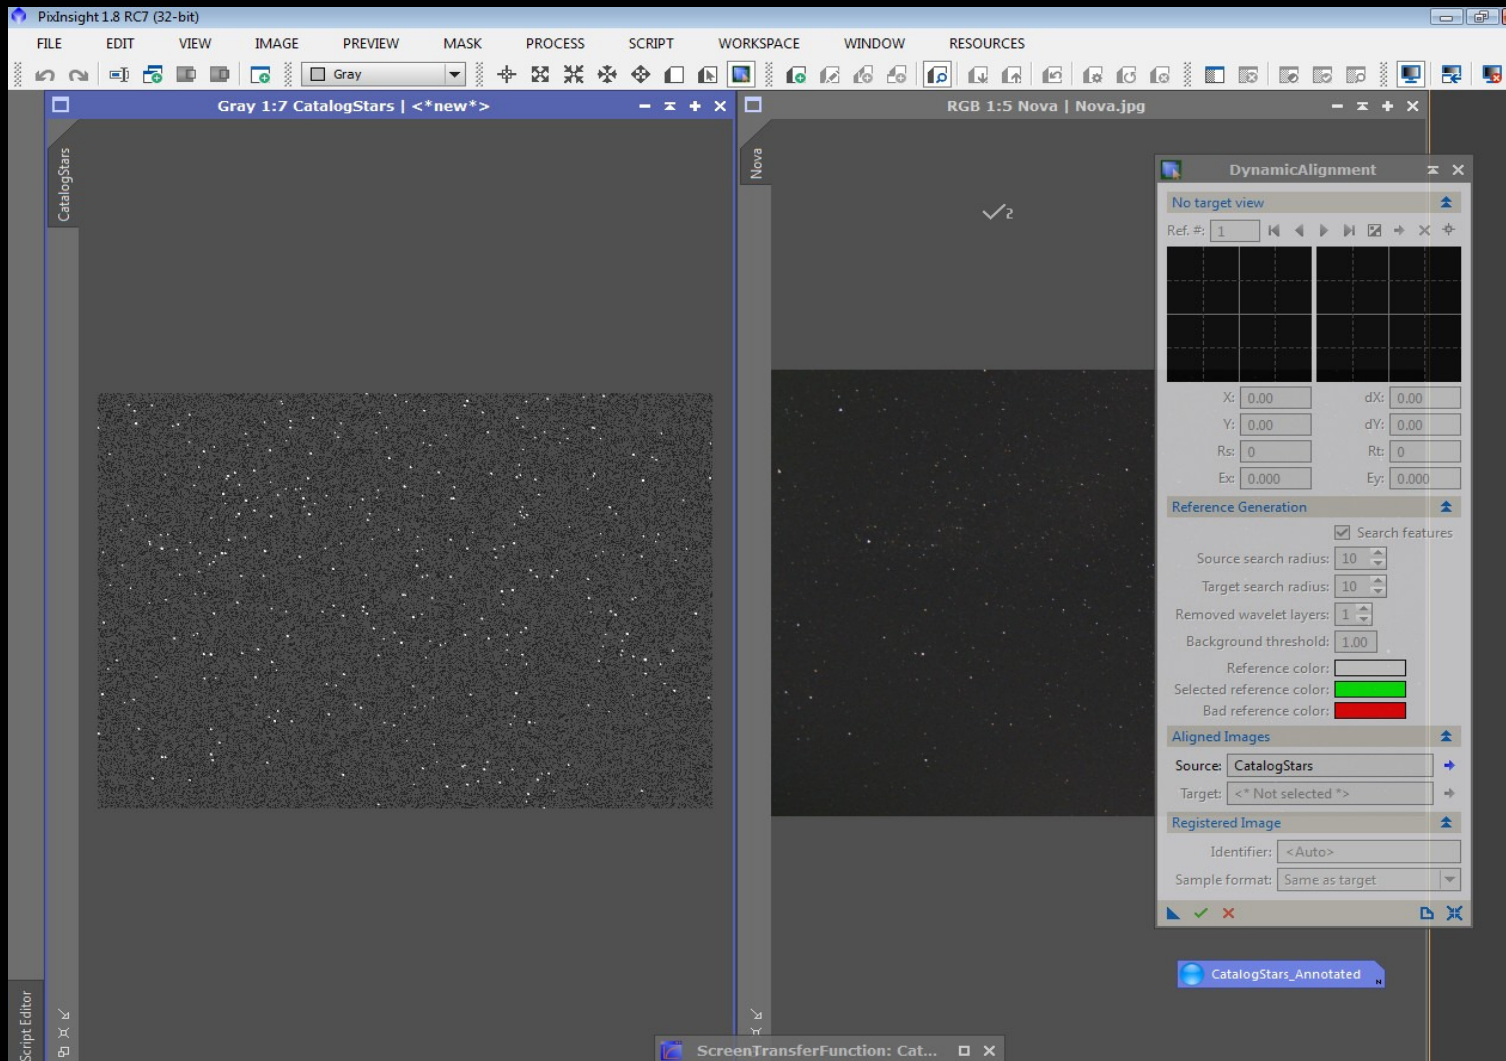 PixInsight 1.8 RC7 (32-bit)
FILE EDIT VIEW IMAGE PREVIEW MASK PROCESS SCRIPT WORKSPACE WINDOW RESOURCES
Gray
Gray 1:7 CatalogStars | <*new*>
CatalogStars
RGB 1:5 Nova | Nova.jpg
Nova
2
DynamicAlignment
No target view
Ref. #: 1
X: 0.00 dX: 0.00
Y: 0.00 dY: 0.00
Rs: 0 Rt: 0
Ex: 0.000 Ey: 0.000
Reference Generation
Search features
Source search radius: 10
Target search radius: 10
Removed wavelet layers: 1
Background threshold: 1.00
Reference color:
Selected reference color:
Bad reference color:
Aligned Images
Source: CatalogStars
Target: <* Not selected *>
Registered Image
Identifier: <Auto>
Sample format: Same as target
CatalogStars_Annotated
N
Script Editor
ScreenTransferFunction: Cat...